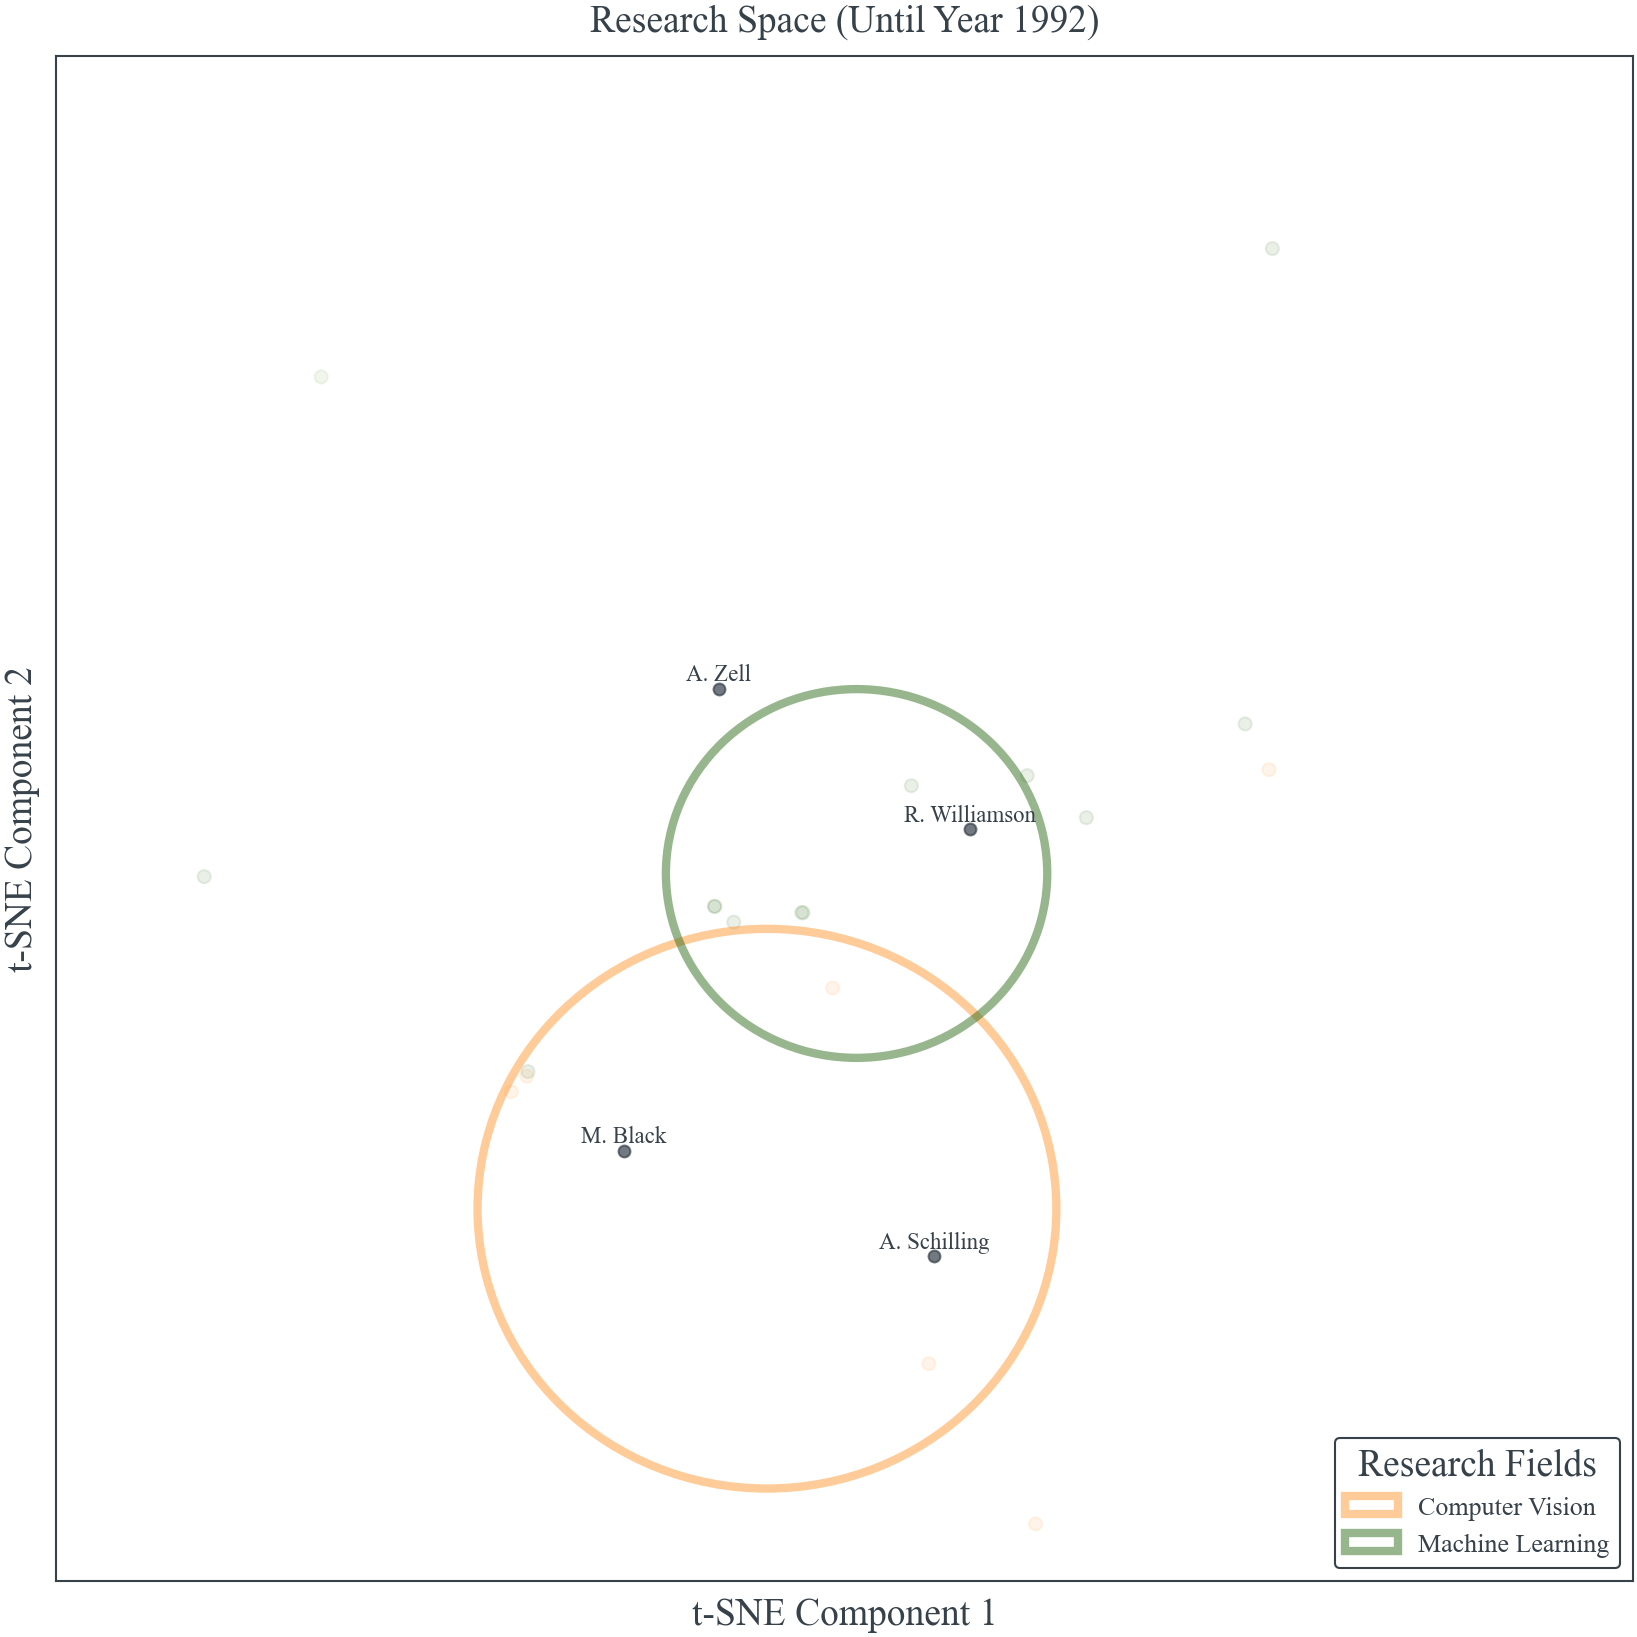 Research Space (Until Year 1992)
A. Zell
R. Williamson
M. Black
A. Schilling
t-SNE Component 2
t-SNE Component 1
Research Fields
Computer Vision
Machine Learning